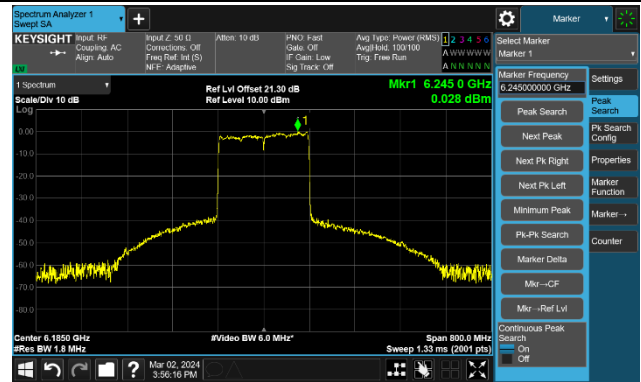 Spectrum Analyzer 1
Swept SA
Marker
KEYSIGHT Input: RF
Coupling: AC
Align: Auto
Input Z: 50 Ω
Corrections: Off
Freq Ref: Int (S)
NFE: Adaptive
Atten: 10 dB
PNO: Fast
Gate: Off
IF Gain: Low
Sig Track: Off
Avg Type: Power (RMS)
Avg|Hold: 100/100
Trig: Free Run
1 2 3 4 5 6
A W W W W W
A N N N N N
LV
Select Marker
Marker 1
1 Spectrum
Scale/Div 10 dB
Log
Ref Lvl Offset 21.30 dB
Ref Level 10.00 dBm
Mkr1 6.245 0 GHz
0.028 dBm
1
0.00
-10.0
-20.0
-30.0
-40.0
-50.0
-60.0
-70.0
-80.0
Center 6.1850 GHz
#Res BW 1.8 MHz
#Video BW 6.0 MHz*
Span 800.0 MHz
Sweep 1.33 ms (2001 pts)
Marker Frequency
6.245000000 GHz
Peak Search
Next Peak
Next Pk Right
Next Pk Left
Minimum Peak
Pk-Pk Search
Marker Delta
Mkr→CF
Mkr→Ref Lvl
Continuous Peak
Search
On
Off
Settings
Peak
Search
Pk Search
Config
Properties
Marker
Function
Marker→
Counter
?
Mar 02, 2024
3:56:16 PM